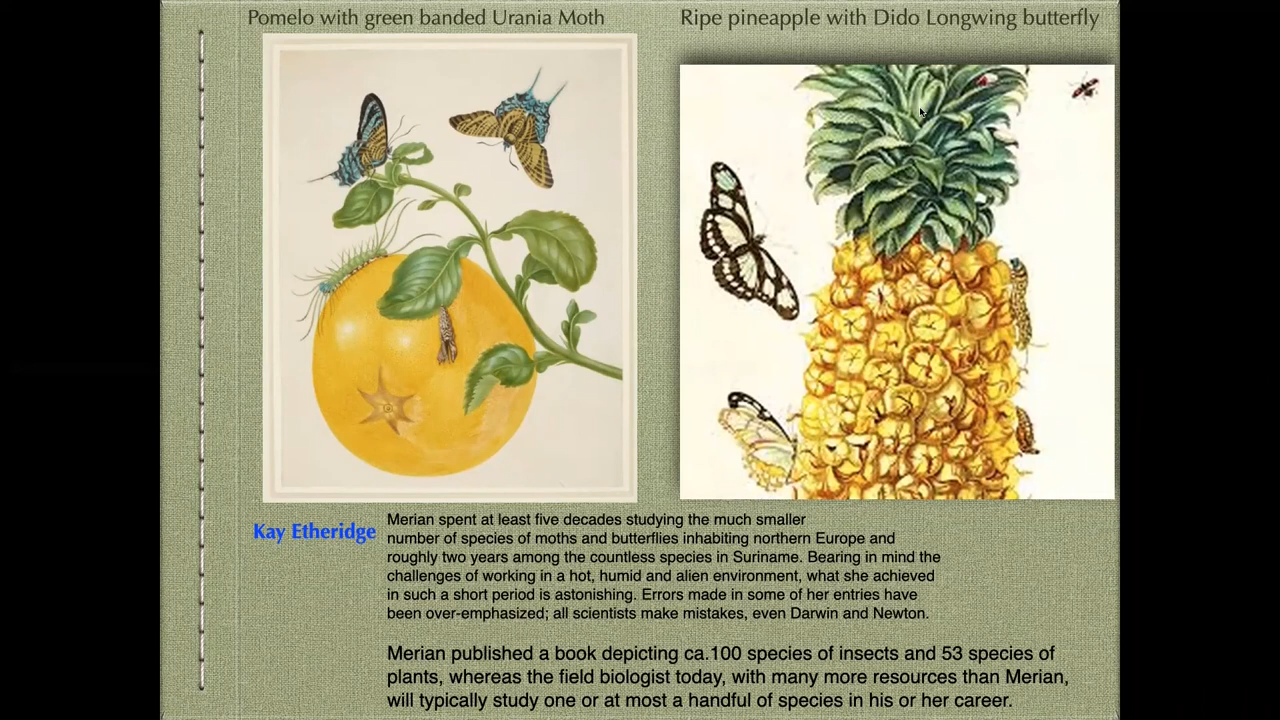 Pomelo with green banded Urania Moth
Ripe pineapple with Dido Longwing butterfly
Kay Etheridge
Merian spent at least five decades studying the much smaller
number of species of moths and butterflies inhabiting northern Europe and
roughly two years among the countless species in Suriname. Bearing in mind the
challenges of working in a hot, humid and alien environment, what she achieved
in such a short period is astonishing. Errors made in some of her entries have
been over-emphasized; all scientists make mistakes, even Darwin and Newton.
Merian published a book depicting ca.100 species of insects and 53 species of
plants, whereas the field biologist today, with many more resources than Merian,
will typically study one or at most a handful of species in his or her career.